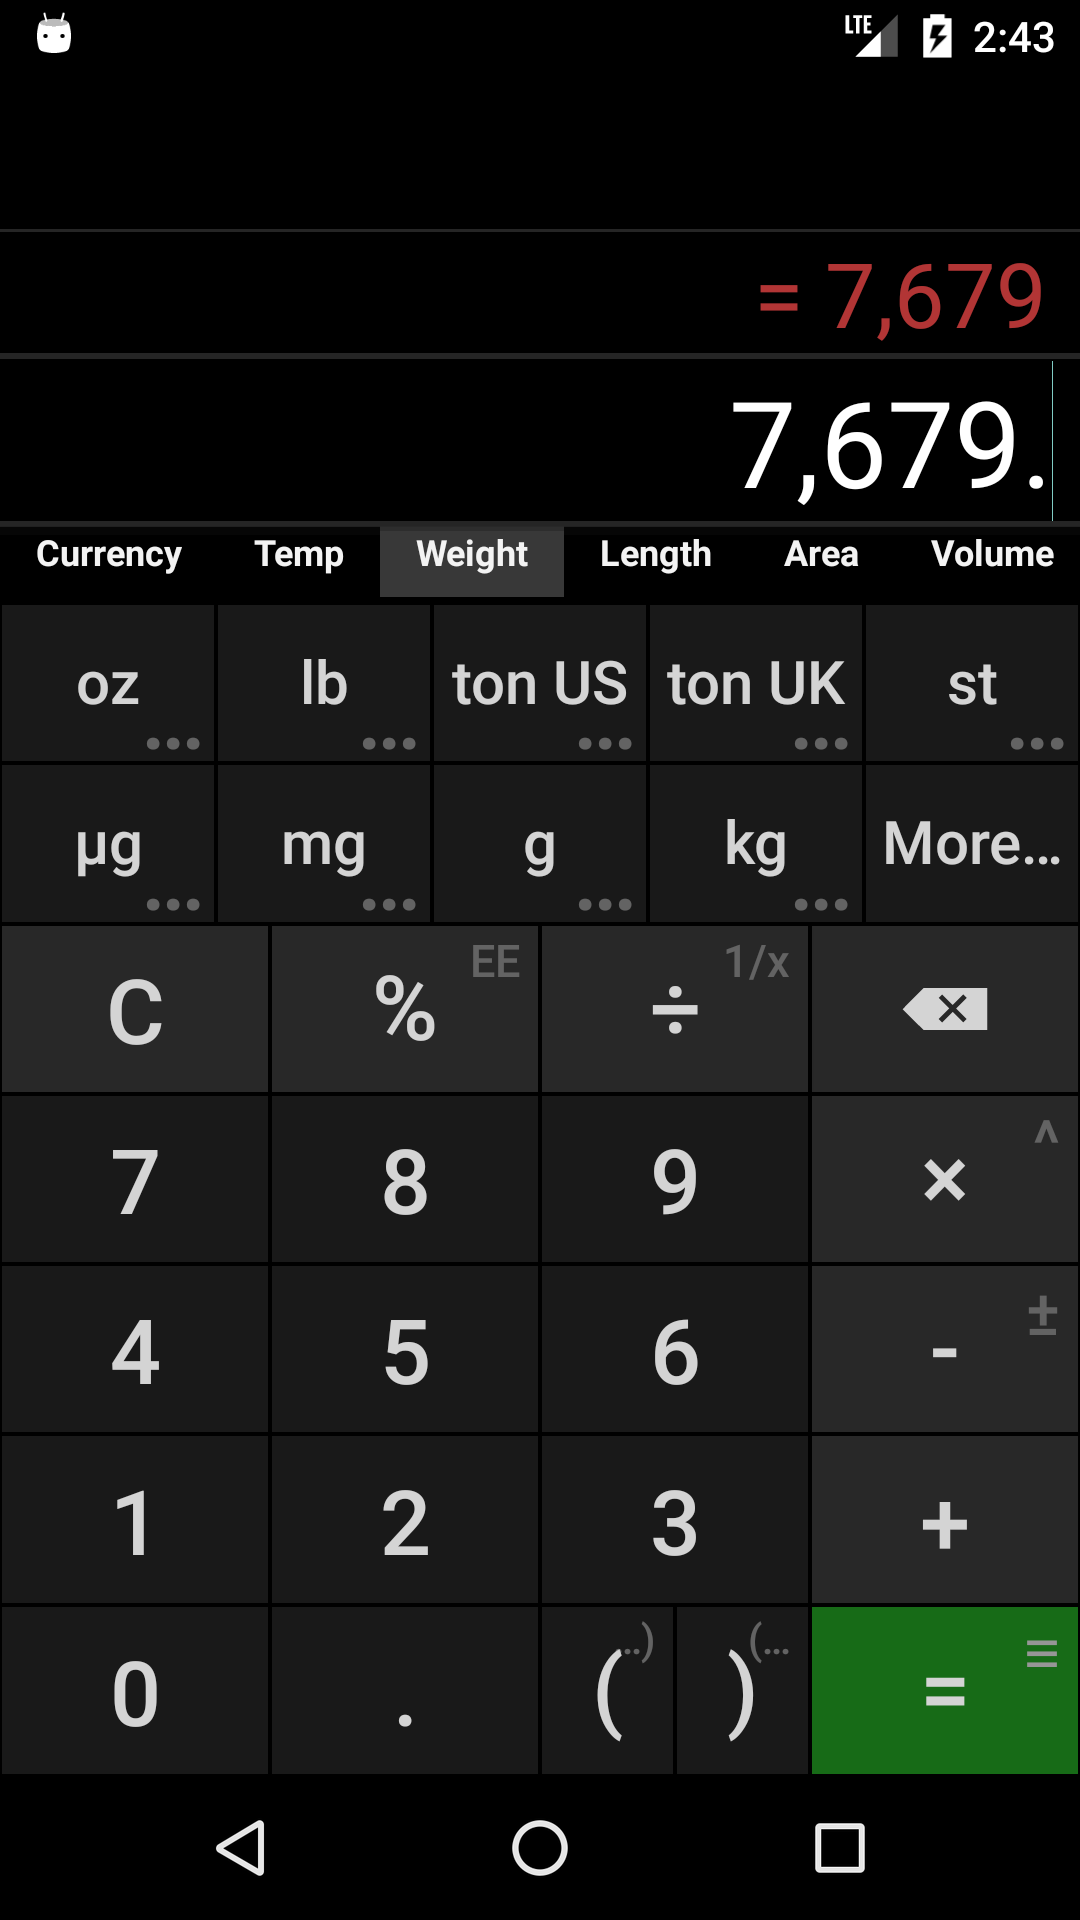 LTE 2:43
= 7,679
7,679.
Currency Temp Weight Length Area Volume
oz lb ton US ton UK st
µg mg g kg More...
C % EE ÷ 1/x
7 8 9 × ^
4 5 6 - ±
1 2 3 +
0 . ( ..) ) (... =